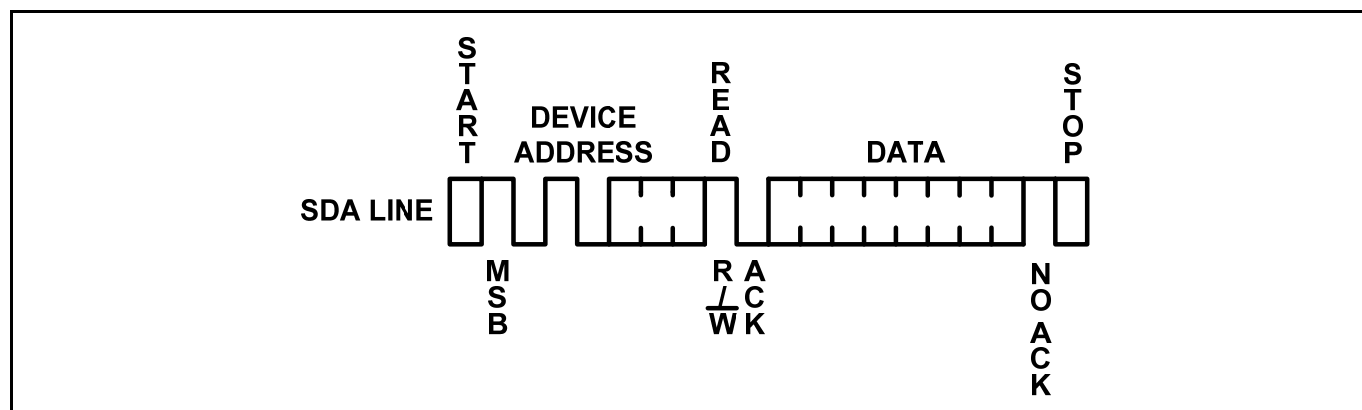 START
DEVICE
ADDRESS
READ
DATA
STOP
SDA LINE
MSB
R/W
ACK
NO ACK